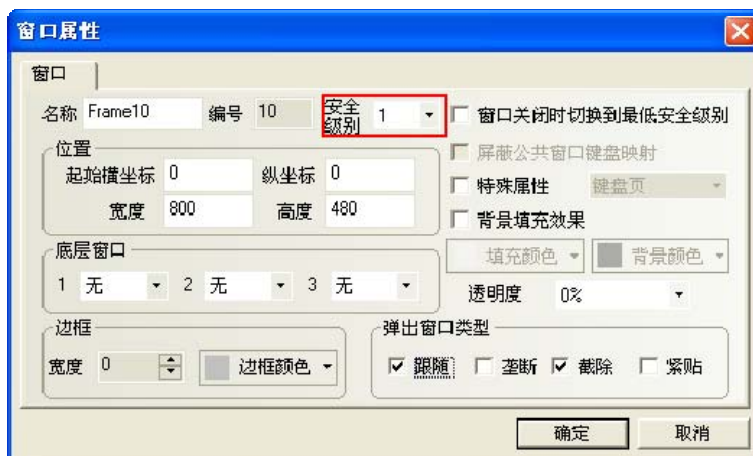 窗口属性
窗口
名称 Frame10 编号 10 安全级别 1 窗口关闭时切换到最低安全级别
位置
屏蔽公共窗口键盘映射
起始横坐标 0 纵坐标 0
特殊属性 键盘页
宽度 800 高度 480
背景填充效果
底层窗口
填充颜色 背景颜色
1 无 2 无 3 无
透明度 0%
边框
弹出窗口类型
宽度 0 边框颜色
跟随 垄断 截除 紧贴
确定 取消